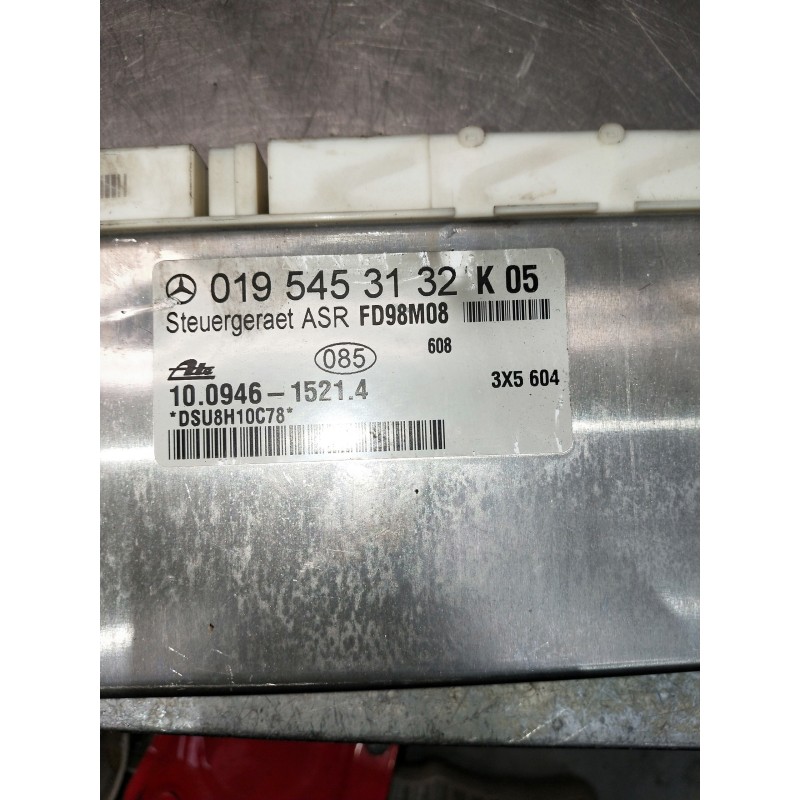 019 545 31 32 K 05
Steuergeraet ASR FD98M08
085 608
Ate
10.0946-1521.4 3X5 604
*DSU8H10C78*